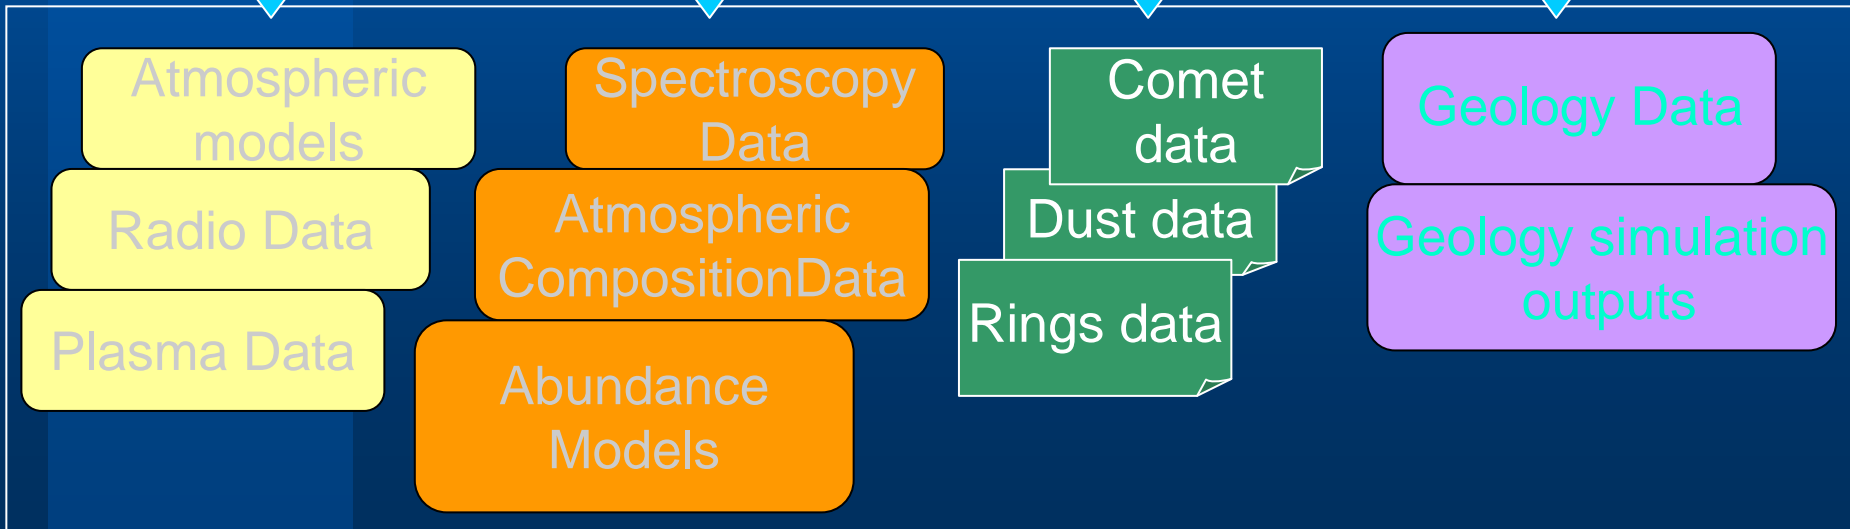 Atmospheric
models
Radio Data
Plasma Data
Spectroscopy
Data
Atmospheric
CompositionData
Abundance
Models
Comet
data
Dust data
Rings data
Geology Data
Geology simulation
outputs